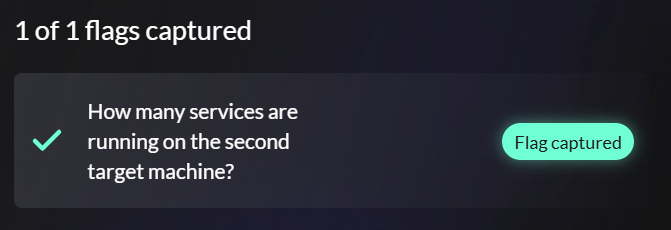 1 of 1 flags captured
How many services are
running on the second
target machine?
Flag captured